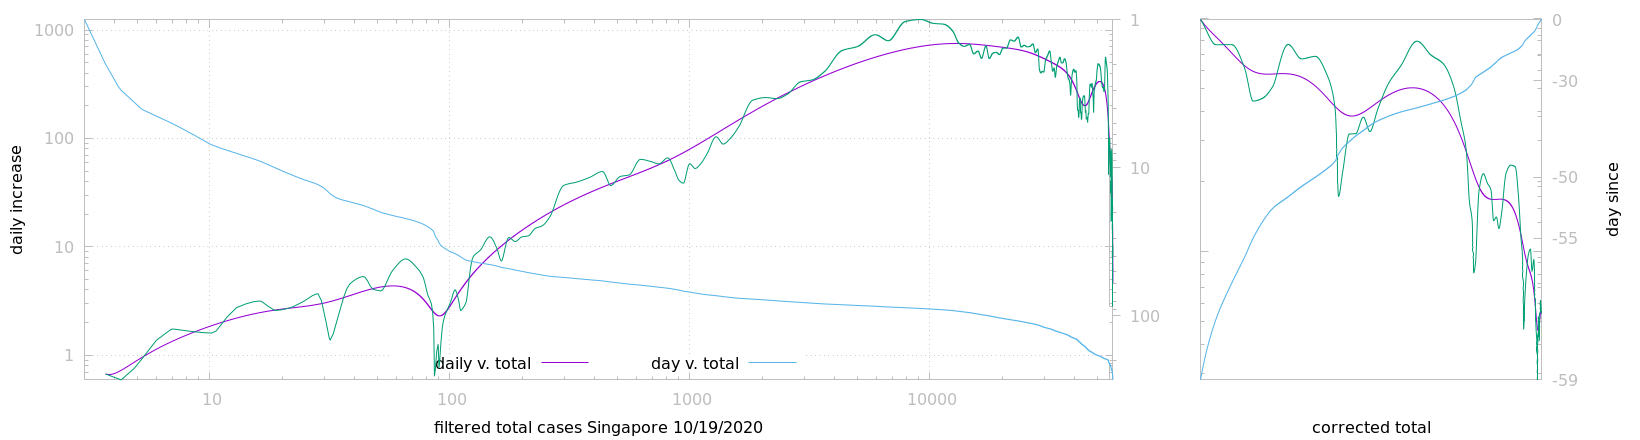 1000
100
10
1
daily increase
10
100
1000
10000
filtered total cases Singapore 10/19/2020
daily v. total
day v. total
1
10
100
0
-30
-50
-55
-59
day since
corrected total